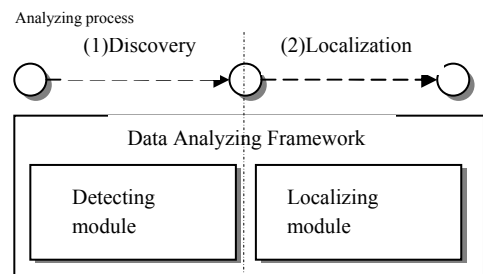 Analyzing process
(1)Discovery (2)Localization
Data Analyzing Framework
Detecting Localizing
module module